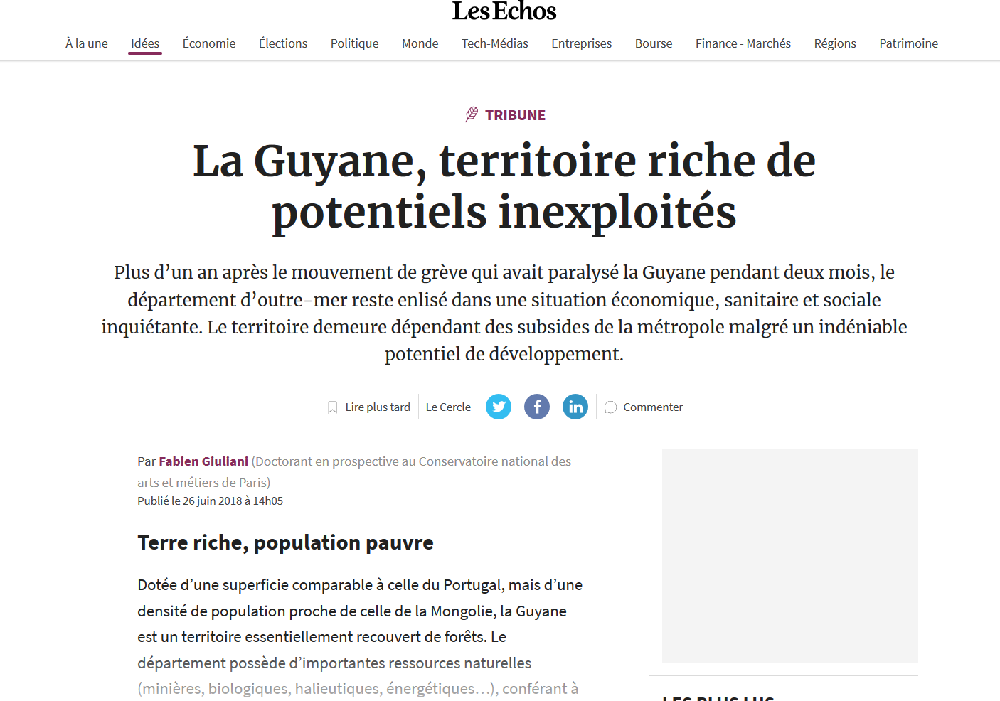 Les Echos
À la une Idées Économie Élections Politique Monde Tech-Médias Entreprises Bourse Finance - Marchés Régions Patrimoine
TRIBUNE
La Guyane, territoire riche de
potentiels inexploités
Plus d’un an après le mouvement de grève qui avait paralysé la Guyane pendant deux mois, le
département d’outre-mer reste enlisé dans une situation économique, sanitaire et sociale
inquiétante. Le territoire demeure dépendant des subsides de la métropole malgré un indéniable
potentiel de développement.
Lire plus tard Le Cercle Commenter
Par Fabien Giuliani (Doctorant en prospective au Conservatoire national des
arts et métiers de Paris)
Publié le 26 juin 2018 à 14h05
Terre riche, population pauvre
Dotée d’une superficie comparable à celle du Portugal, mais d’une
densité de population proche de celle de la Mongolie, la Guyane
est un territoire essentiellement recouvert de forêts. Le
département possède d’importantes ressources naturelles
(minières, biologiques, halieutiques, énergétiques…), conférant à
LES PLUS LUS